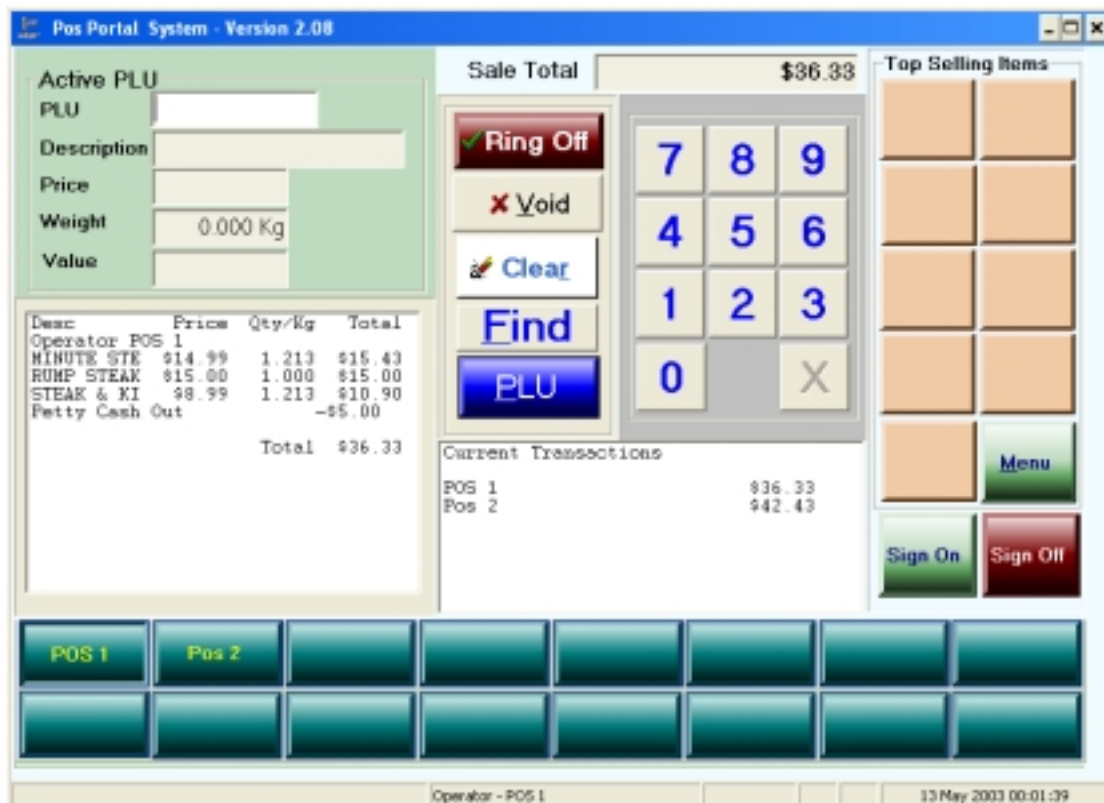 Pos Portal System - Version 2.08
Active PLU
PLU
Description
Price
Weight 0.000 Kg
Value
Sale Total $36.33
Ring Off
Void
Clear
Find
PLU
7 8 9
4 5 6
1 2 3
0 X
Top Selling Items
Menu
Sign On Sign Off
Desc Price Qty/Kg Total
Operator POS 1
MINUTE STE $14.99 1.213 $15.43
RUMP STEAK $15.00 1.000 $15.00
STEAK & KI $8.99 1.213 $10.90
Petty Cash Out -$5.00
Total $36.33
Current Transactions
POS 1 $36.33
Pos 2 $42.43
POS 1 Pos 2
Operator - POS 1 13 May 2003 00:01:39